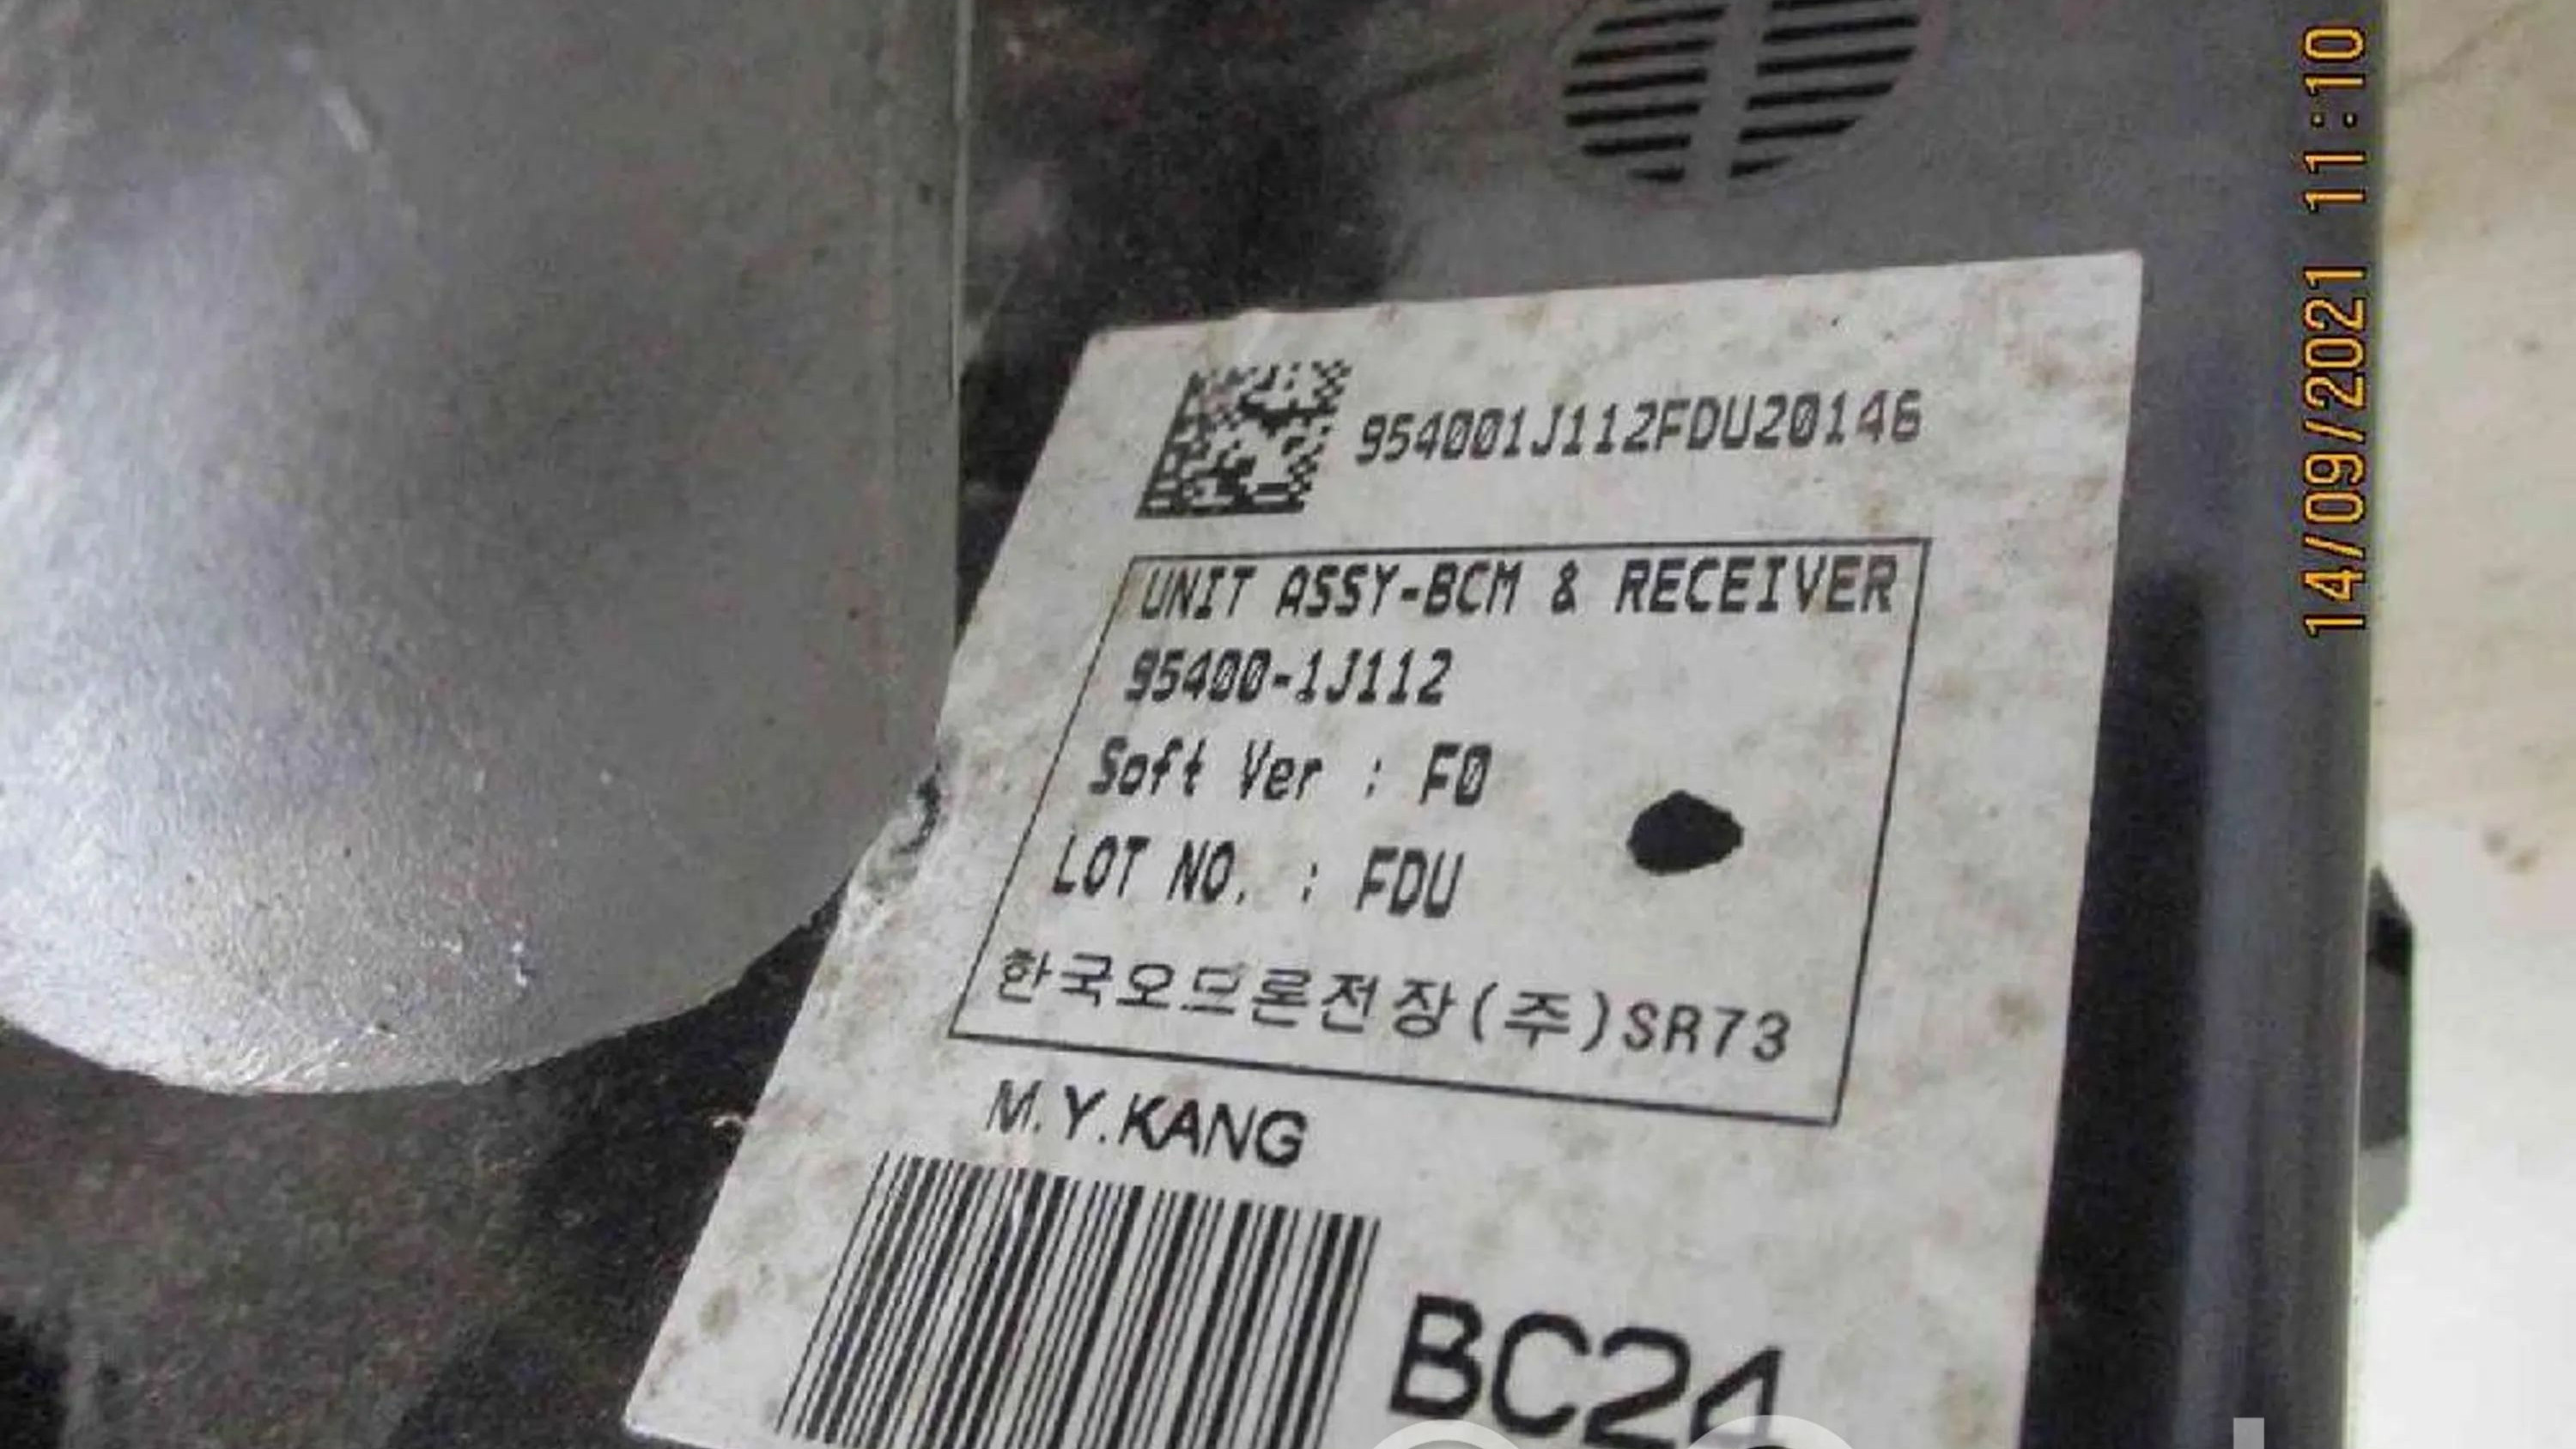 954001J112FDU20146
UNIT ASSY-BCM & RECEIVER
95400-1J112
Soft Ver : F0
LOT NO. : FDU
한국오므론전장(주)SR73
M.Y.KANG
BC24
14/09/2021 11:10